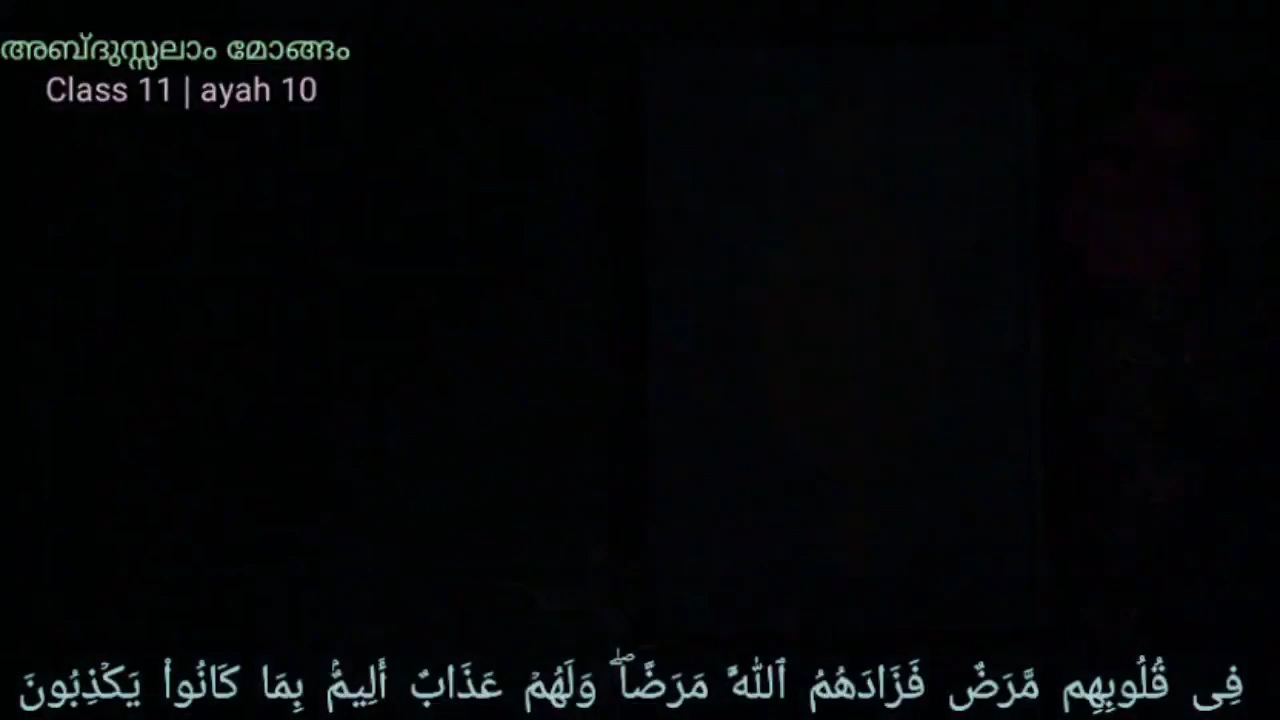 അബ്ദുസ്സലാം മോങ്ങം
Class 11 | ayah 10
فِى قُلُوبِهِم مَّرَضٌ فَزَادَهُمُ ٱللَّهُ مَرَضًاۖ وَلَهُمۡ عَذَابٌ أَلِيمُۢ بِمَا كَانُواْ يَكۡذِبُونَ